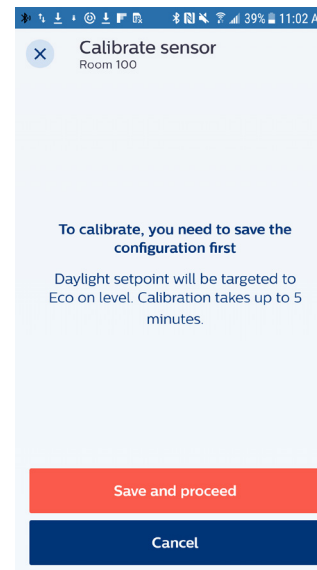 39% 11:02 A
Calibrate sensor
Room 100
To calibrate, you need to save the
configuration first
Daylight setpoint will be targeted to
Eco on level. Calibration takes up to 5
minutes.
Save and proceed
Cancel